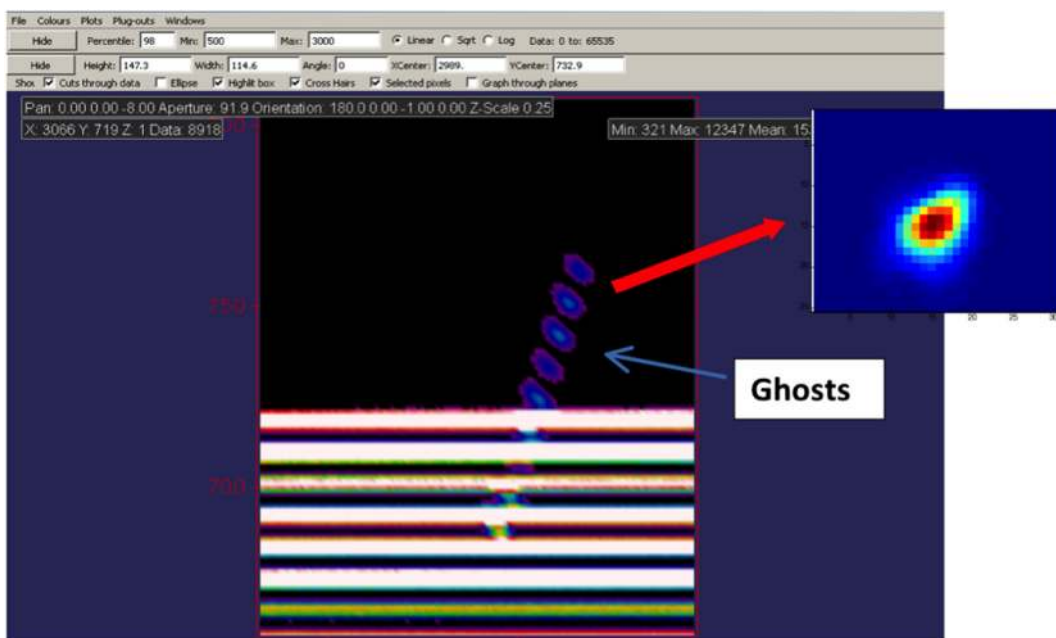 File Colours Plots Plug-outs Windows
Hide Percentile: 98 Min: 500 Max: 3000 Linear Sqrt Log Data: 0 to: 65535
Hide Height: 147.3 Width: 114.6 Angle: 0 XCenter: 2989. YCenter: 732.9
Cuts through data Ellipse Highlit box Cross Hairs Selected pixels Graph through planes
Pan: 0.00 0.00 -8.00 Aperture: 91.9 Orientation: 180.0 0.00 -1.00 0.00 Z-Scale 0.25
X: 3066 Y: 719 Z: 1 Data: 8918
Min: 321 Max: 12347 Mean:
20 25 30
Ghosts
700